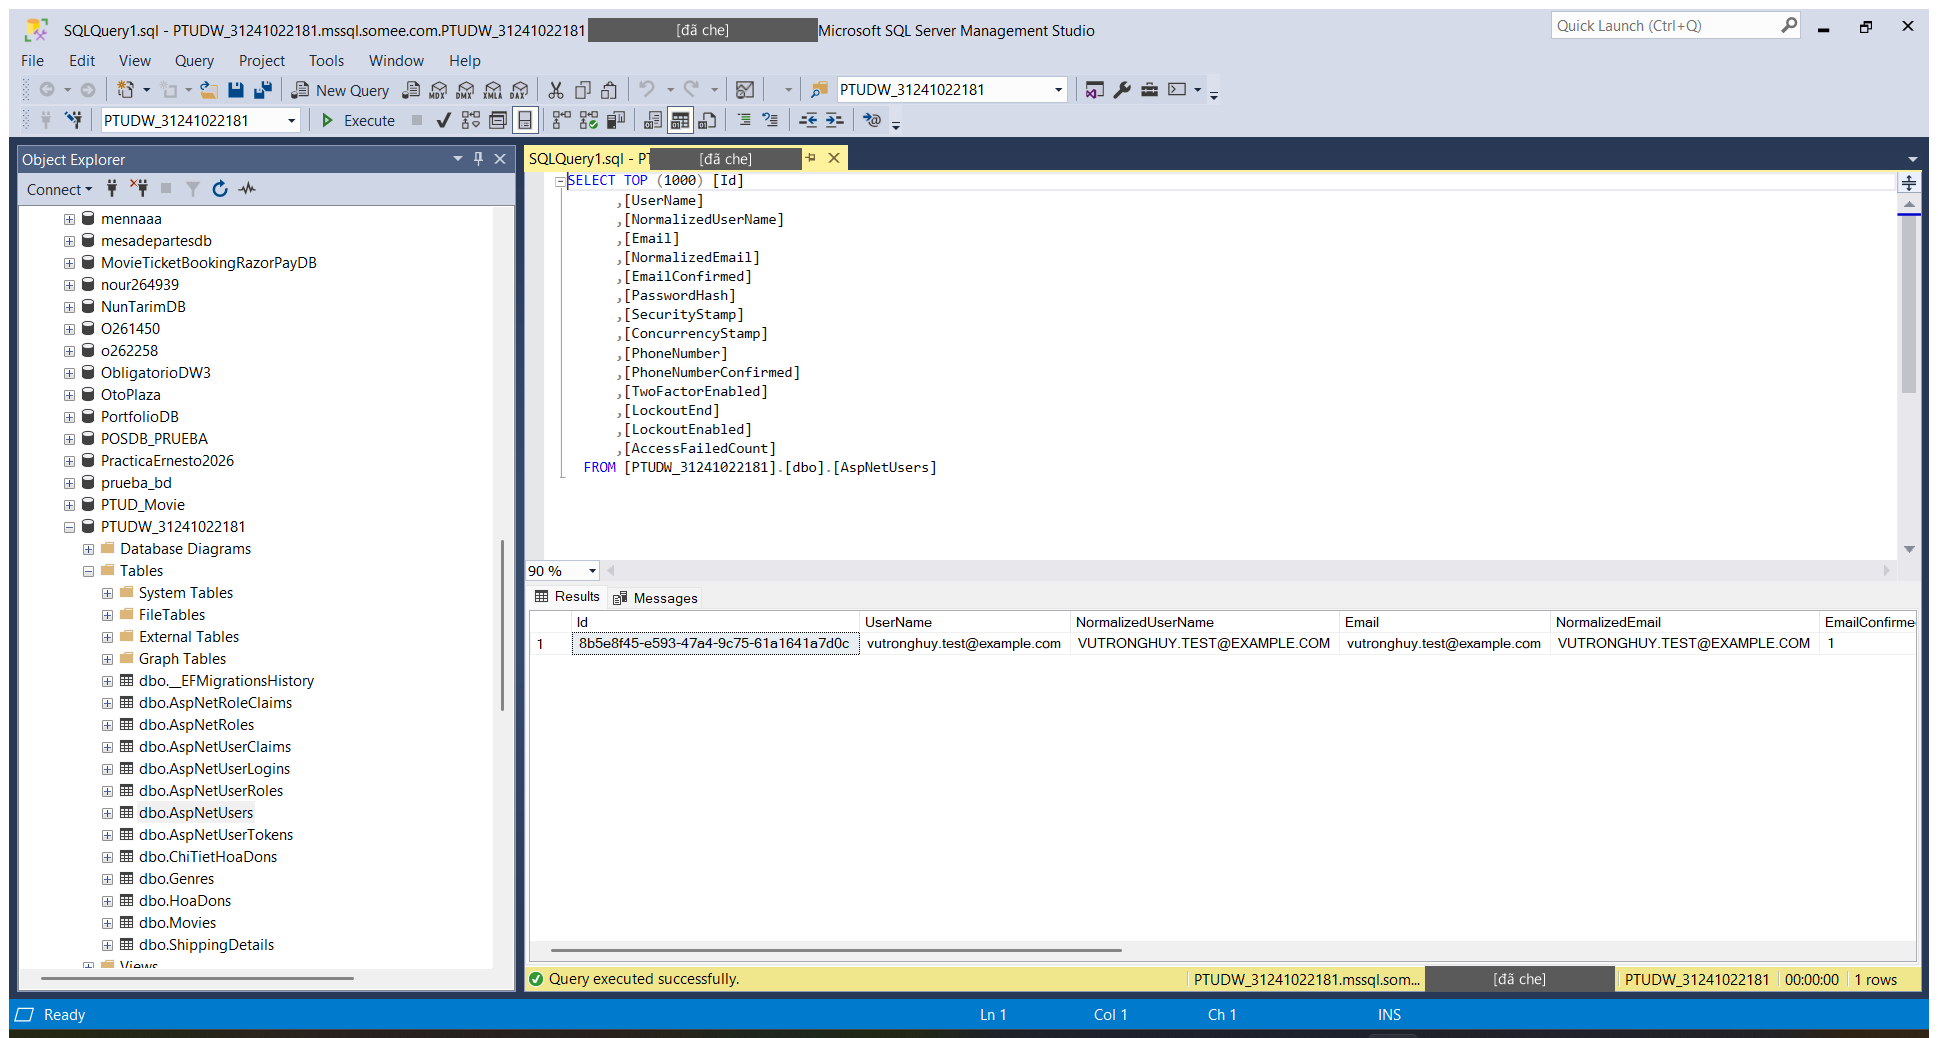 SQLQuery1.sql - PTUDW_31241022181.mssql.somee.com.PTUDW_31241022181 [đã che] Microsoft SQL Server Management Studio
Quick Launch (Ctrl+Q)
File Edit View Query Project Tools Window Help
New Query MDX DMX XMLA DAX PTUDW_31241022181
PTUDW_31241022181 Execute
Object Explorer
Connect
mennaaa
mesadepartesdb
MovieTicketBookingRazorPayDB
nour264939
NunTarimDB
O261450
o262258
ObligatorioDW3
OtoPlaza
PortfolioDB
POSDB_PRUEBA
PracticaErnesto2026
prueba_bd
PTUD_Movie
PTUDW_31241022181
Database Diagrams
Tables
System Tables
FileTables
External Tables
Graph Tables
dbo.__EFMigrationsHistory
dbo.AspNetRoleClaims
dbo.AspNetRoles
dbo.AspNetUserClaims
dbo.AspNetUserLogins
dbo.AspNetUserRoles
dbo.AspNetUsers
dbo.AspNetUserTokens
dbo.ChiTietHoaDons
dbo.Genres
dbo.HoaDons
dbo.Movies
dbo.ShippingDetails
Views
SQLQuery1.sql - PT [đã che]
SELECT TOP (1000) [Id]
,[UserName]
,[NormalizedUserName]
,[Email]
,[NormalizedEmail]
,[EmailConfirmed]
,[PasswordHash]
,[SecurityStamp]
,[ConcurrencyStamp]
,[PhoneNumber]
,[PhoneNumberConfirmed]
,[TwoFactorEnabled]
,[LockoutEnd]
,[LockoutEnabled]
,[AccessFailedCount]
FROM [PTUDW_31241022181].[dbo].[AspNetUsers]
90 %
Results Messages
Id UserName NormalizedUserName Email NormalizedEmail EmailConfirme
1 8b5e8f45-e593-47a4-9c75-61a1641a7d0c vutronghuy.test@example.com VUTRONGHUY.TEST@EXAMPLE.COM vutronghuy.test@example.com VUTRONGHUY.TEST@EXAMPLE.COM 1
Query executed successfully. PTUDW_31241022181.mssql.som... [đã che] PTUDW_31241022181 00:00:00 1 rows
Ready Ln 1 Col 1 Ch 1 INS